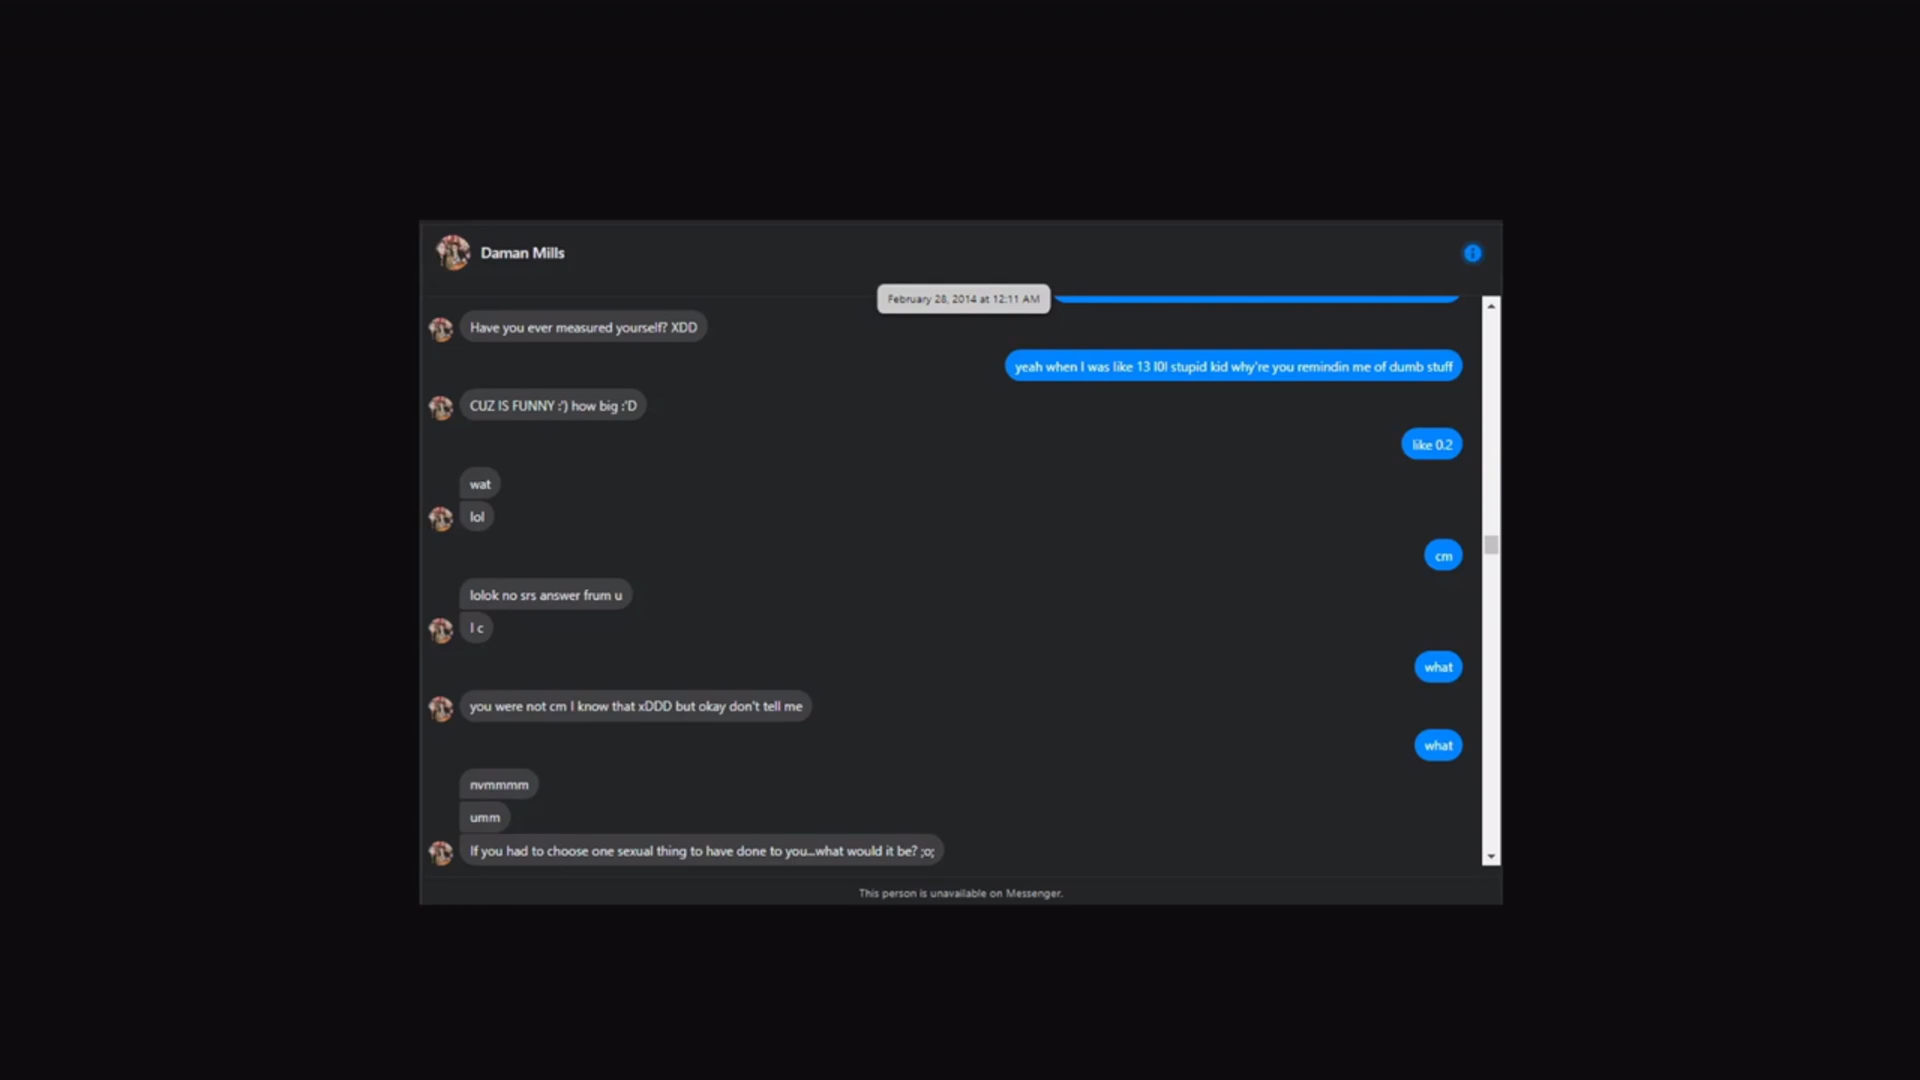 Daman Mills
February 28, 2014 at 12:11 AM
Have you ever measured yourself? XDD
yeah when I was like 13 l0l stupid kid why're you remindin me of dumb stuff
CUZ IS FUNNY :') how big :'D
like 0.2
wat
lol
cm
lolok no srs answer frum u
I c
what
you were not cm I know that xDDD but okay don't tell me
what
nvmmmm
umm
If you had to choose one sexual thing to have done to you...what would it be? ;o;
This person is unavailable on Messenger.